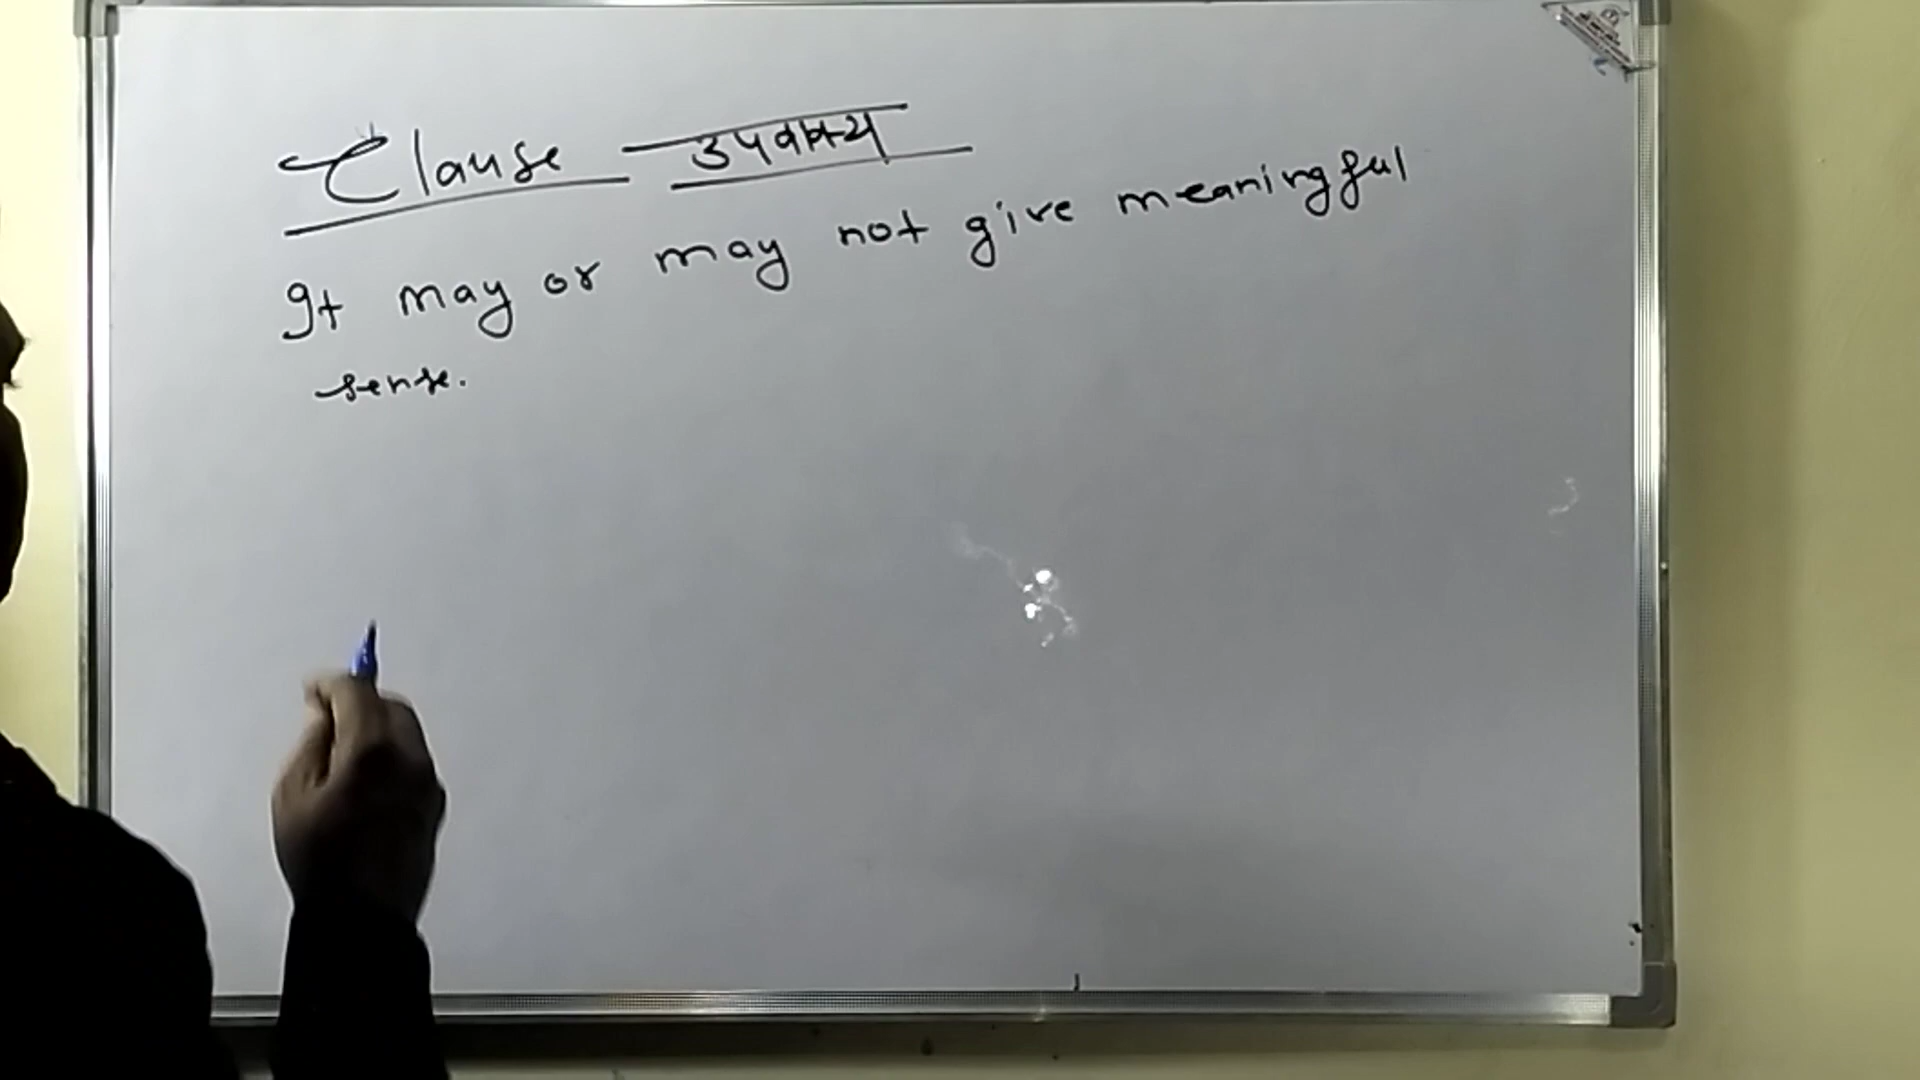 Clause — उपवाक्य
It may or may not give meaningful
sense.